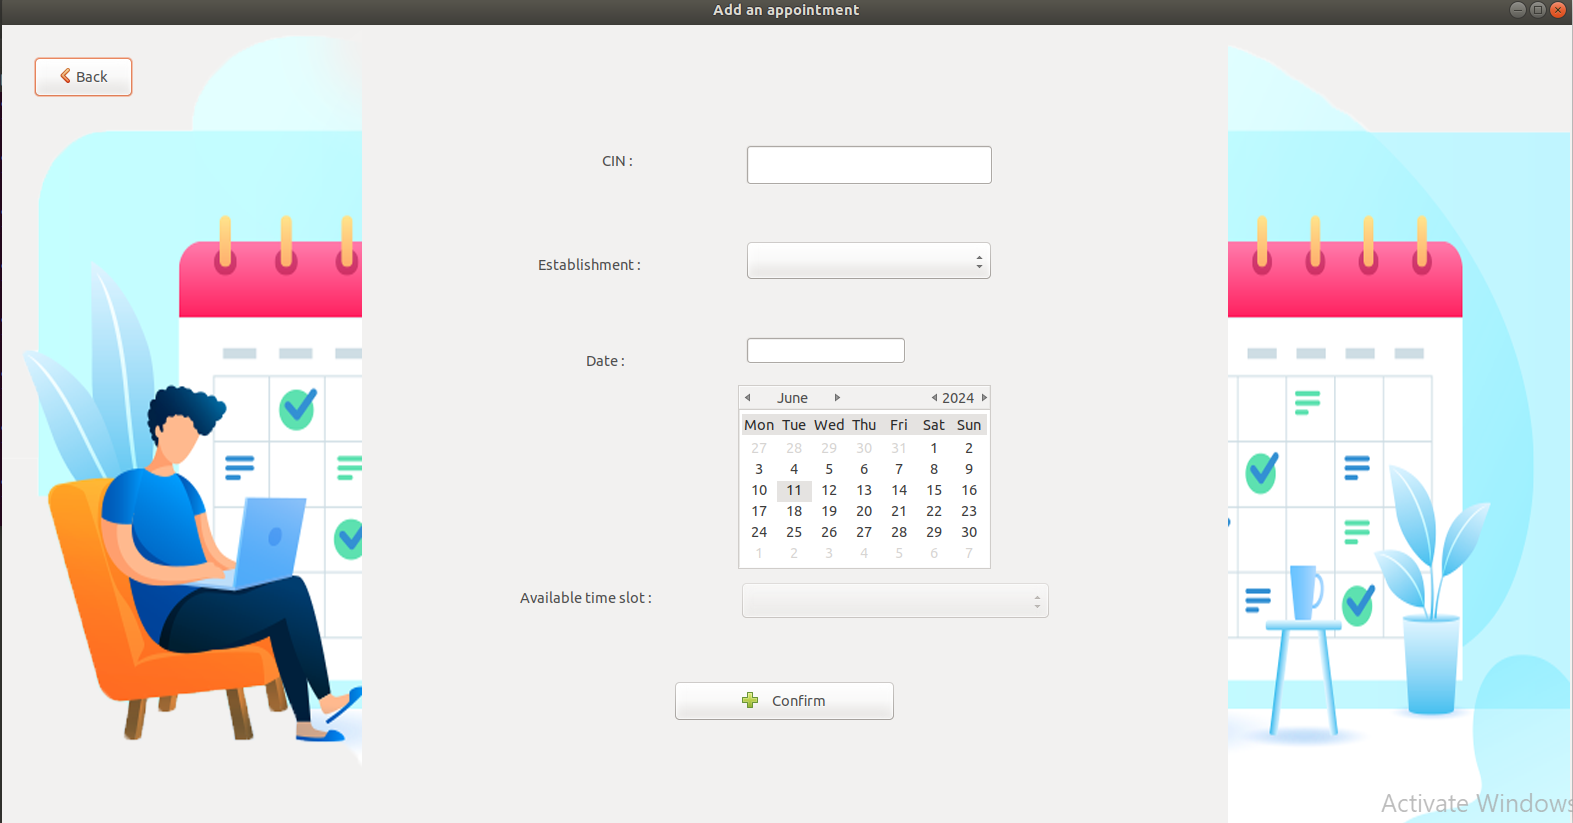 Add an appointment
Back
CIN :
Establishment :
Date :
June 2024
Mon Tue Wed Thu Fri Sat Sun
27 28 29 30 31 1 2
3 4 5 6 7 8 9
10 11 12 13 14 15 16
17 18 19 20 21 22 23
24 25 26 27 28 29 30
1 2 3 4 5 6 7
Available time slot :
Confirm
Activate Windows